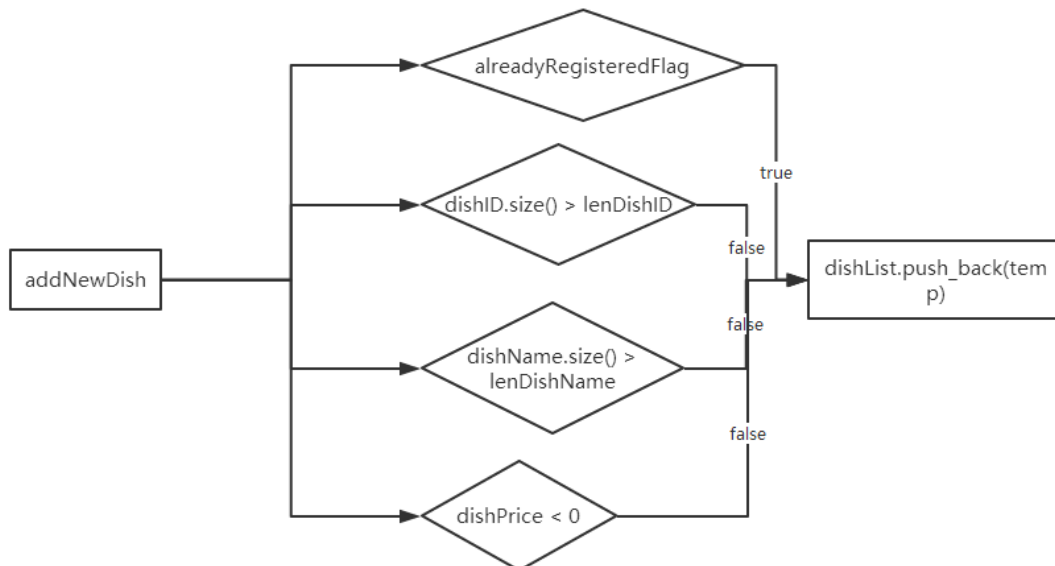 alreadyRegisteredFlag
true
dishID.size() > lenDishID
false
addNewDish
dishList.push_back(tem
p)
false
dishName.size() >
lenDishName
false
dishPrice < 0